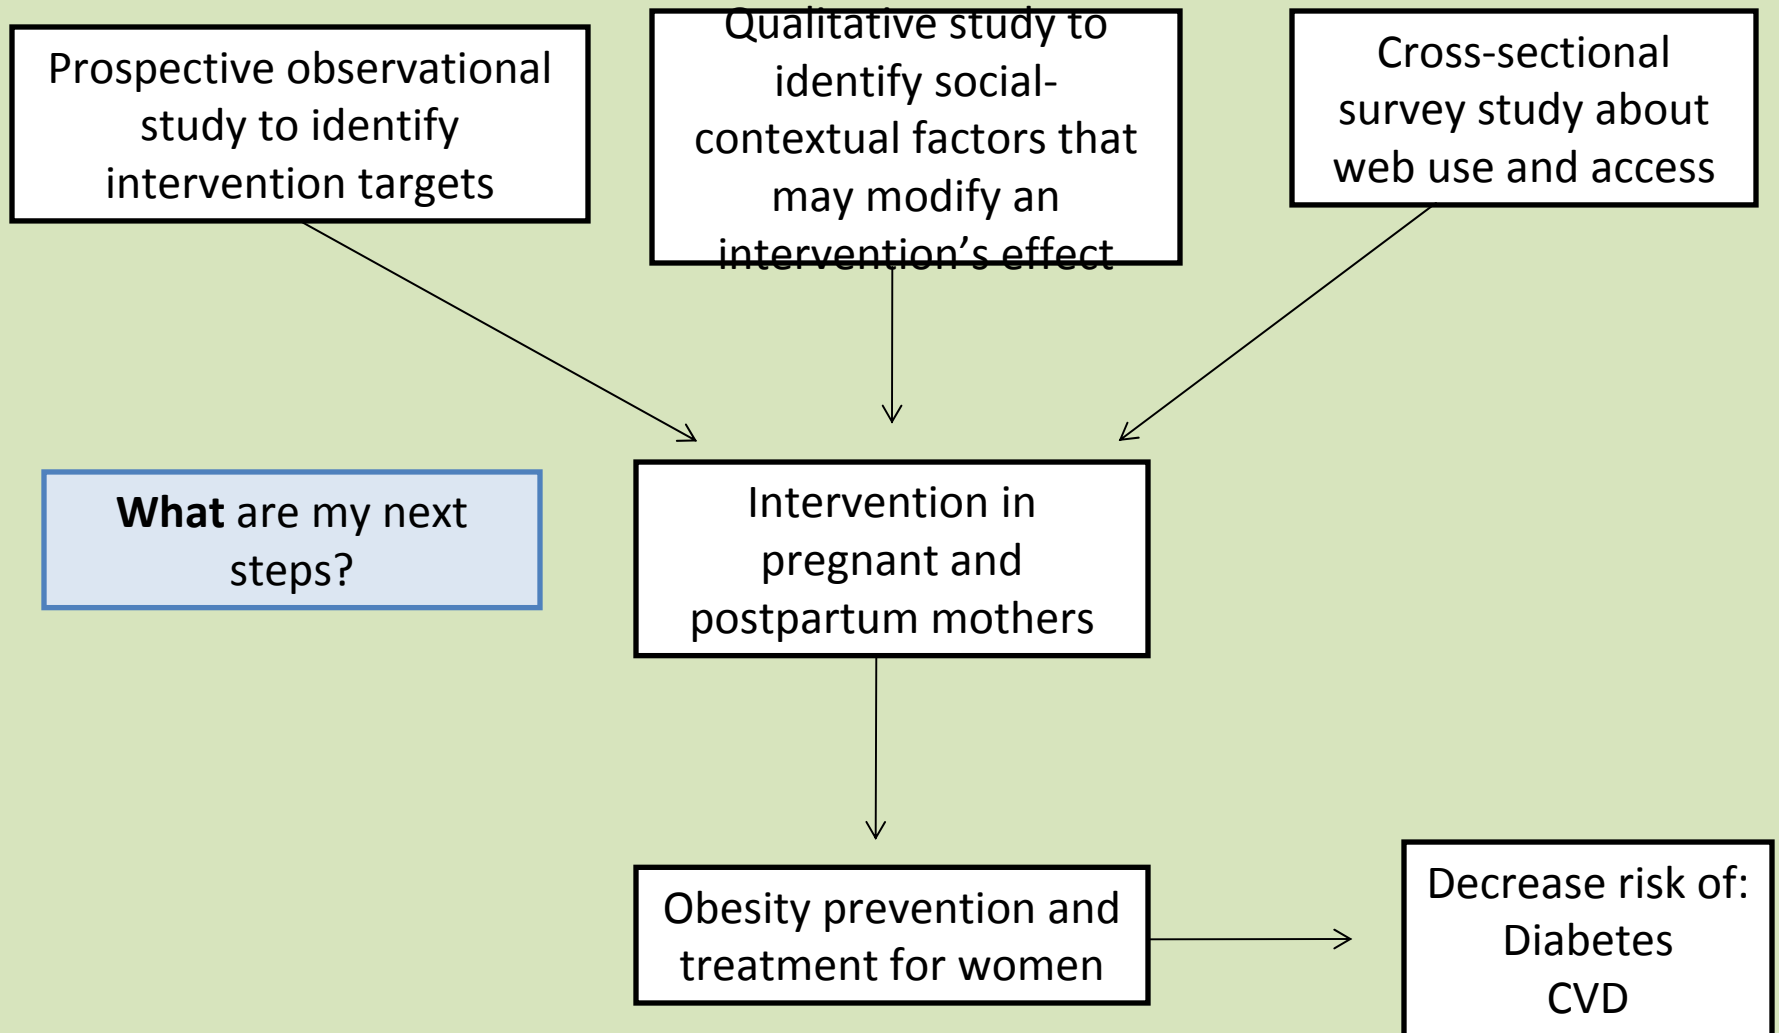 Prospective observational
study to identify
intervention targets
Qualitative study to
identify social-
contextual factors that
may modify an
intervention’s effect
Cross-sectional
survey study about
web use and access
What are my next
steps?
Intervention in
pregnant and
postpartum mothers
Obesity prevention and
treatment for women
Decrease risk of:
Diabetes
CVD